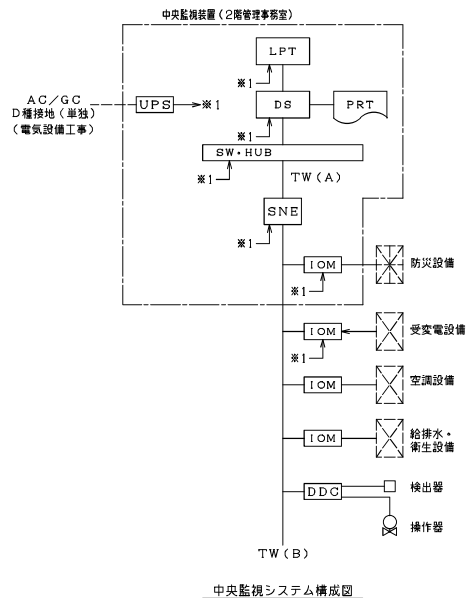 中央監視装置(2階管理事務室)
LPT
※1
AC/GC
D種接地(単独)
(電気設備工事)
UPS
※1
DS
PRT
※1
SW・HUB
※1
TW(A)
SNE
※1
IOM
防災設備
※1
IOM
受変電設備
※1
IOM
空調設備
IOM
給排水・
衛生設備
DDC
検出器
操作器
TW(B)
中央監視システム構成図